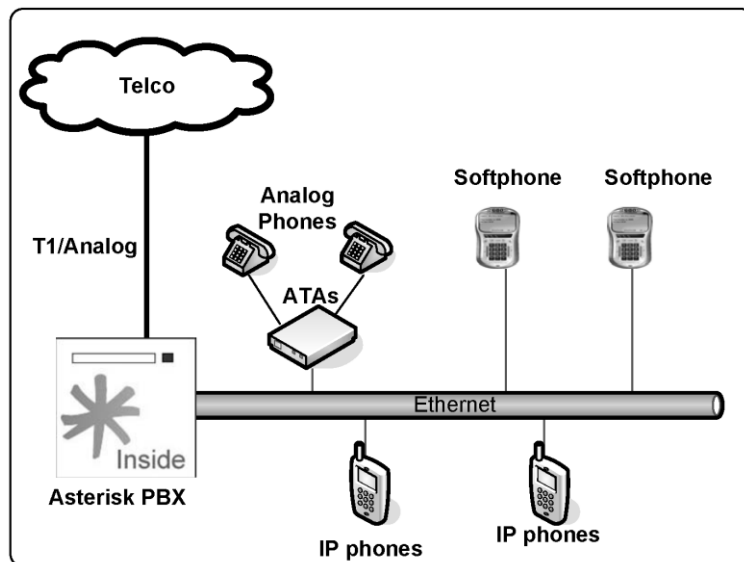 Telco
Softphone
Softphone
Analog
Phones
T1/Analog
ATAs
Ethernet
Inside
Asterisk PBX
IP phones
IP phones